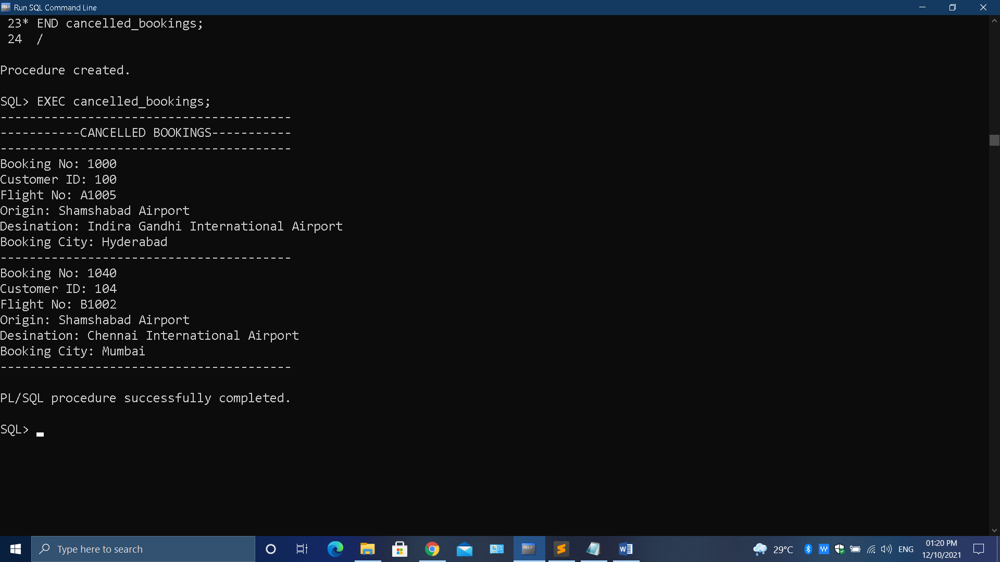 Run SQL Command Line
23* END cancelled_bookings;
24 /
Procedure created.
SQL> EXEC cancelled_bookings;
----------------------------------------
-----------CANCELLED BOOKINGS-----------
----------------------------------------
Booking No: 1000
Customer ID: 100
Flight No: A1005
Origin: Shamshabad Airport
Desination: Indira Gandhi International Airport
Booking City: Hyderabad
----------------------------------------
Booking No: 1040
Customer ID: 104
Flight No: B1002
Origin: Shamshabad Airport
Desination: Chennai International Airport
Booking City: Mumbai
----------------------------------------
PL/SQL procedure successfully completed.
SQL>
Type here to search
29°C
ENG
01:20 PM
12/10/2021